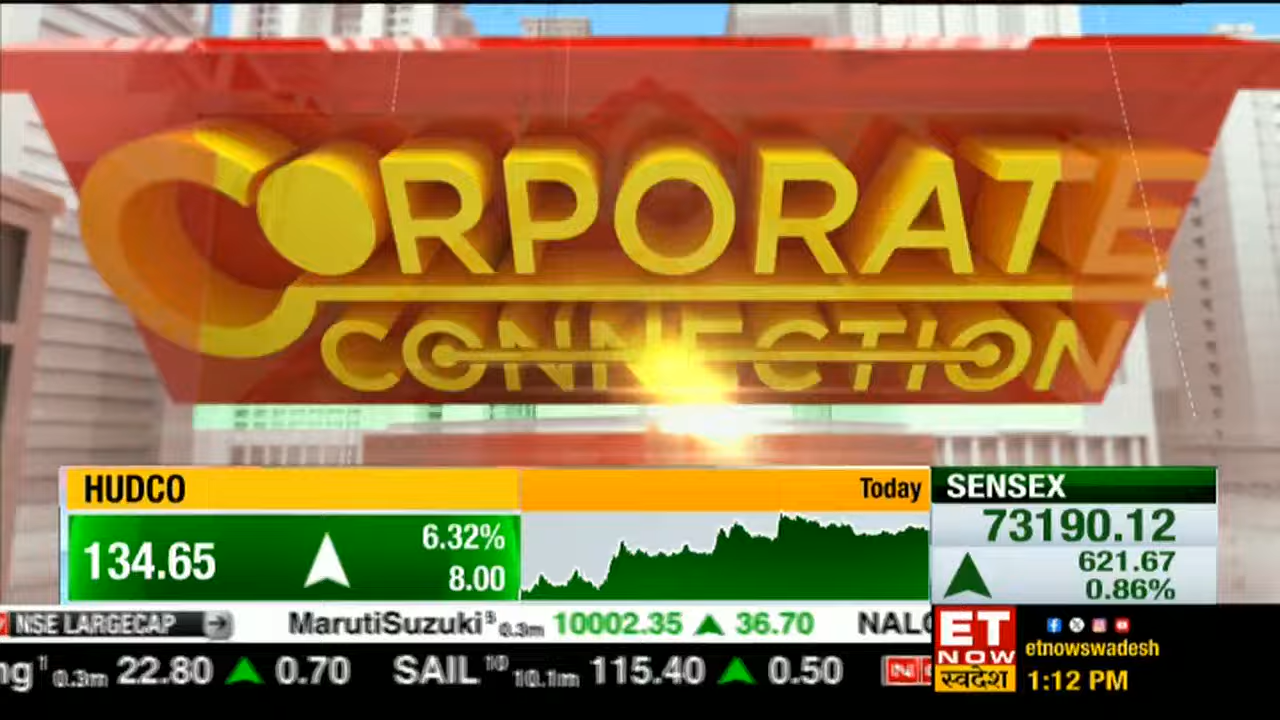 CORPORATE
CONNECTION
HUDCO
Today
134.65
6.32%
8.00
SENSEX
73190.12
621.67
0.86%
NSE LARGECAP
MarutiSuzuki⁵ 0.3m 10002.35 36.70
22.80 0.70 SAIL¹⁰ 10.1m 115.40 0.50
ET
NOW
स्वदेश
etnowswadesh
1:12 PM